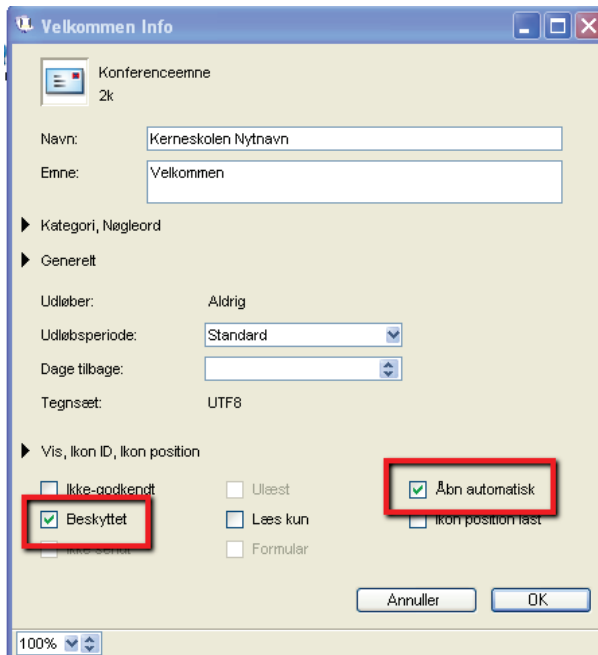 Velkommen Info
Konferenceemne
2k
Navn: Kerneskolen Nytnavn
Emne: Velkommen
Kategori, Nøgleord
Generelt
Udløber: Aldrig
Udløbsperiode: Standard
Dage tilbage:
Tegnsæt: UTF8
Vis, Ikon ID, Ikon position
Ikke-godkendt Ulæst Åbn automatisk
Beskyttet Læs kun Ikon position låst
Ikke sendt Formular
Annuller OK
100%